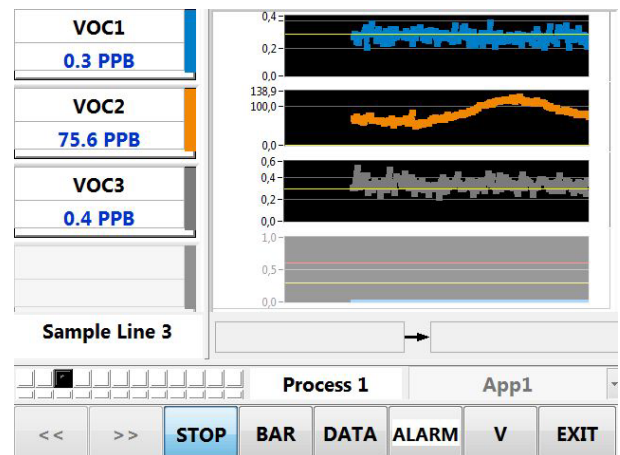 VOC1
0.3 PPB
0,4
0,2
0,0
VOC2
75.6 PPB
138,9
100,0
0,0
VOC3
0.4 PPB
0,6
0,4
0,2
0,0
1,0
0,5
0,0
Sample Line 3
Process 1
App1
<< >> STOP BAR DATA ALARM V EXIT